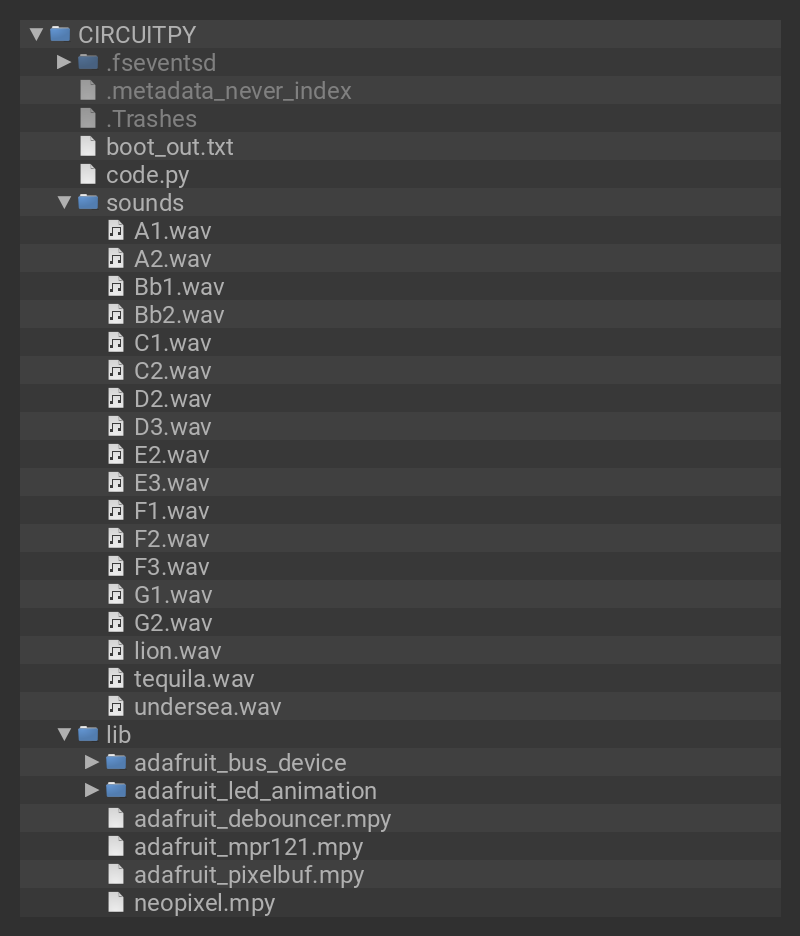 CIRCUITPY
.fseventsd
.metadata_never_index
.Trashes
boot_out.txt
code.py
sounds
A1.wav
A2.wav
Bb1.wav
Bb2.wav
C1.wav
C2.wav
D2.wav
D3.wav
E2.wav
E3.wav
F1.wav
F2.wav
F3.wav
G1.wav
G2.wav
lion.wav
tequila.wav
undersea.wav
lib
adafruit_bus_device
adafruit_led_animation
adafruit_debouncer.mpy
adafruit_mpr121.mpy
adafruit_pixelbuf.mpy
neopixel.mpy